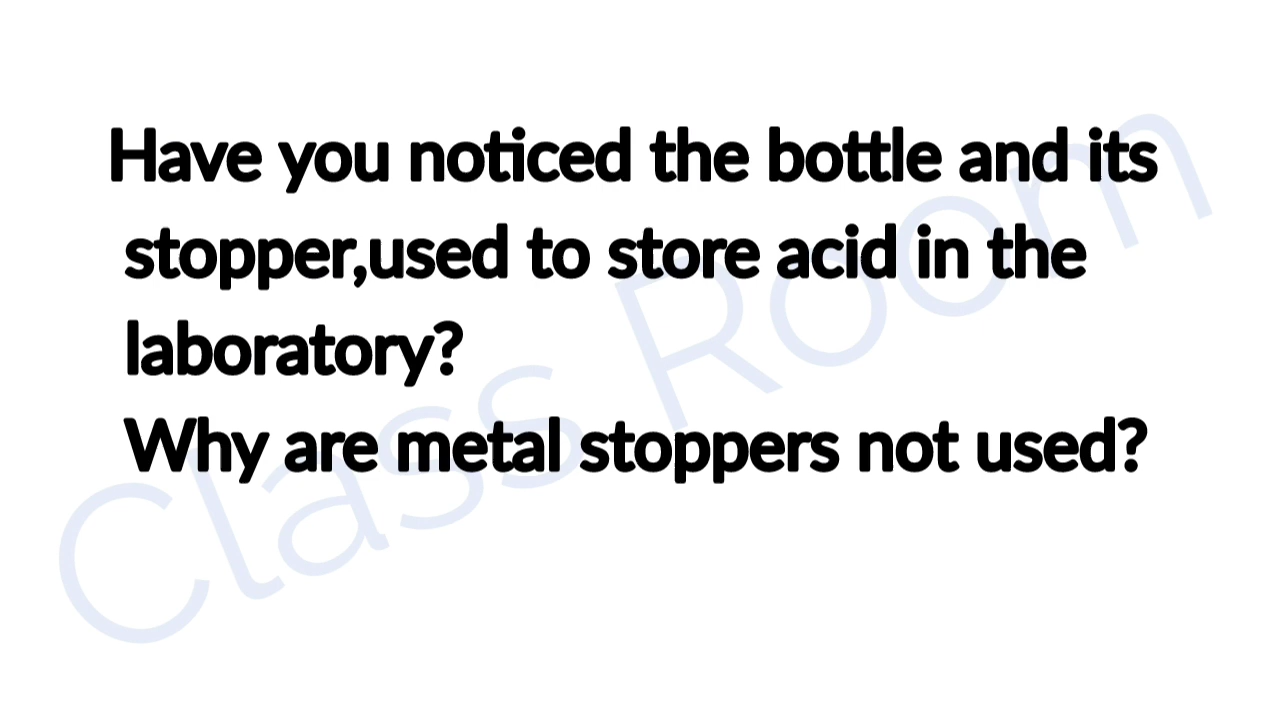 Have you noticed the bottle and its
stopper,used to store acid in the
laboratory?
Why are metal stoppers not used?
Class Room